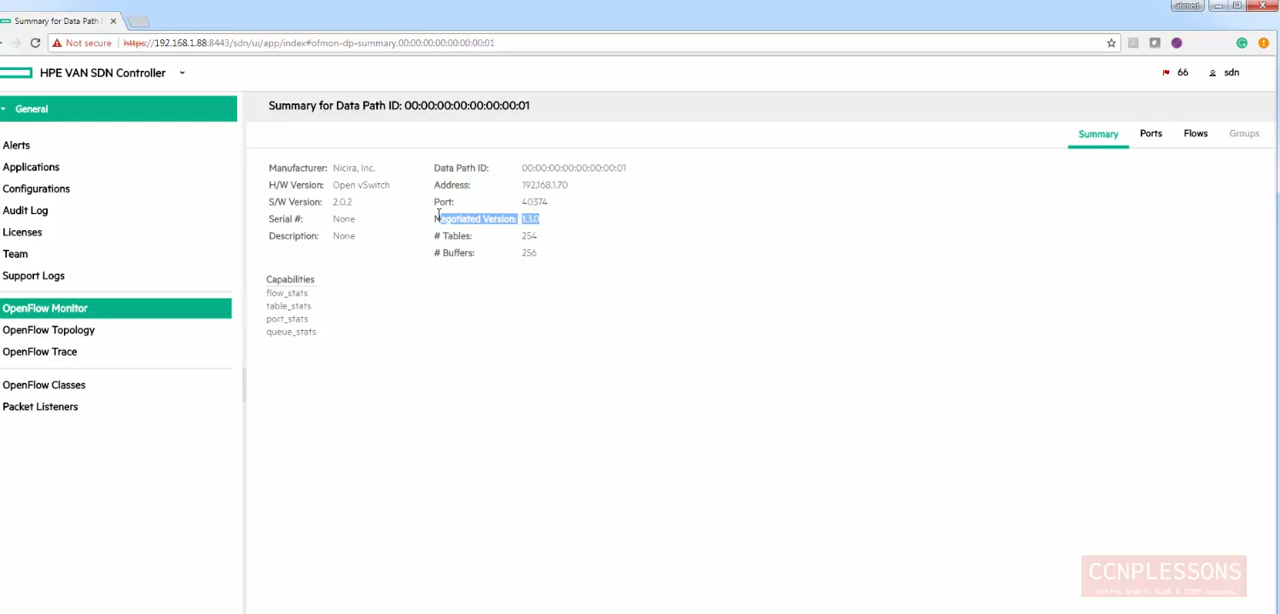 Summary for Data Path
Not secure https://192.168.1.88:8443/sdn/ui/app/index#ofmon-dp-summary,00:00:00:00:00:00:00:01
HPE VAN SDN Controller
66 sdn
General
Alerts
Applications
Configurations
Audit Log
Licenses
Team
Support Logs
OpenFlow Monitor
OpenFlow Topology
OpenFlow Trace
OpenFlow Classes
Packet Listeners
Summary for Data Path ID: 00:00:00:00:00:00:00:01
Summary Ports Flows Groups
Manufacturer: Nicira, Inc.
H/W Version: Open vSwitch
S/W Version: 2.0.2
Serial #: None
Description: None
Data Path ID: 00:00:00:00:00:00:00:01
Address: 192.168.1.70
Port: 40374
Negotiated Version: 1.3.0
# Tables: 254
# Buffers: 256
Capabilities
flow_stats
table_stats
port_stats
queue_stats
CCNPLESSONS